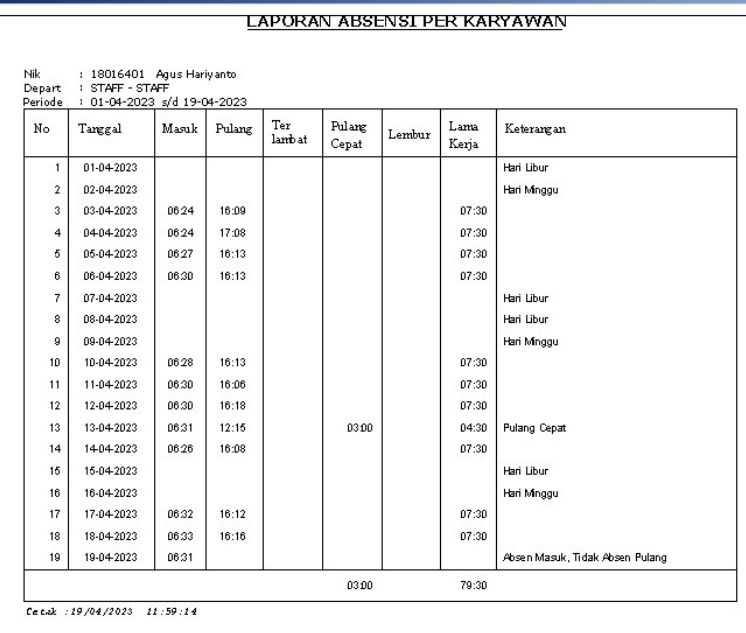 LAPORAN ABSENSI PER KARYAWAN
Nik : 18016401 Agus Hariyanto
Depart : STAFF - STAFF
Periode : 01-04-2023 s/d 19-04-2023
No Tanggal Masuk Pulang Ter lambat Pulang Cepat Lembur Lama Kerja Keterangan
1 01-04-2023 Hari Libur
2 02-04-2023 Hari Minggu
3 03-04-2023 06:24 16:09 07:30
4 04-04-2023 06:24 17:08 07:30
5 05-04-2023 06:27 16:13 07:30
6 06-04-2023 06:30 16:13 07:30
7 07-04-2023 Hari Libur
8 08-04-2023 Hari Libur
9 09-04-2023 Hari Minggu
10 10-04-2023 06:28 16:13 07:30
11 11-04-2023 06:30 16:06 07:30
12 12-04-2023 06:30 16:18 07:30
13 13-04-2023 06:31 12:15 03:00 04:30 Pulang Cepat
14 14-04-2023 06:26 16:08 07:30
15 15-04-2023 Hari Libur
16 16-04-2023 Hari Minggu
17 17-04-2023 06:32 16:12 07:30
18 18-04-2023 06:33 16:16 07:30
19 19-04-2023 06:31 Absen Masuk, Tidak Absen Pulang
03:00 79:30
Cetak : 19/04/2023 11:59:14